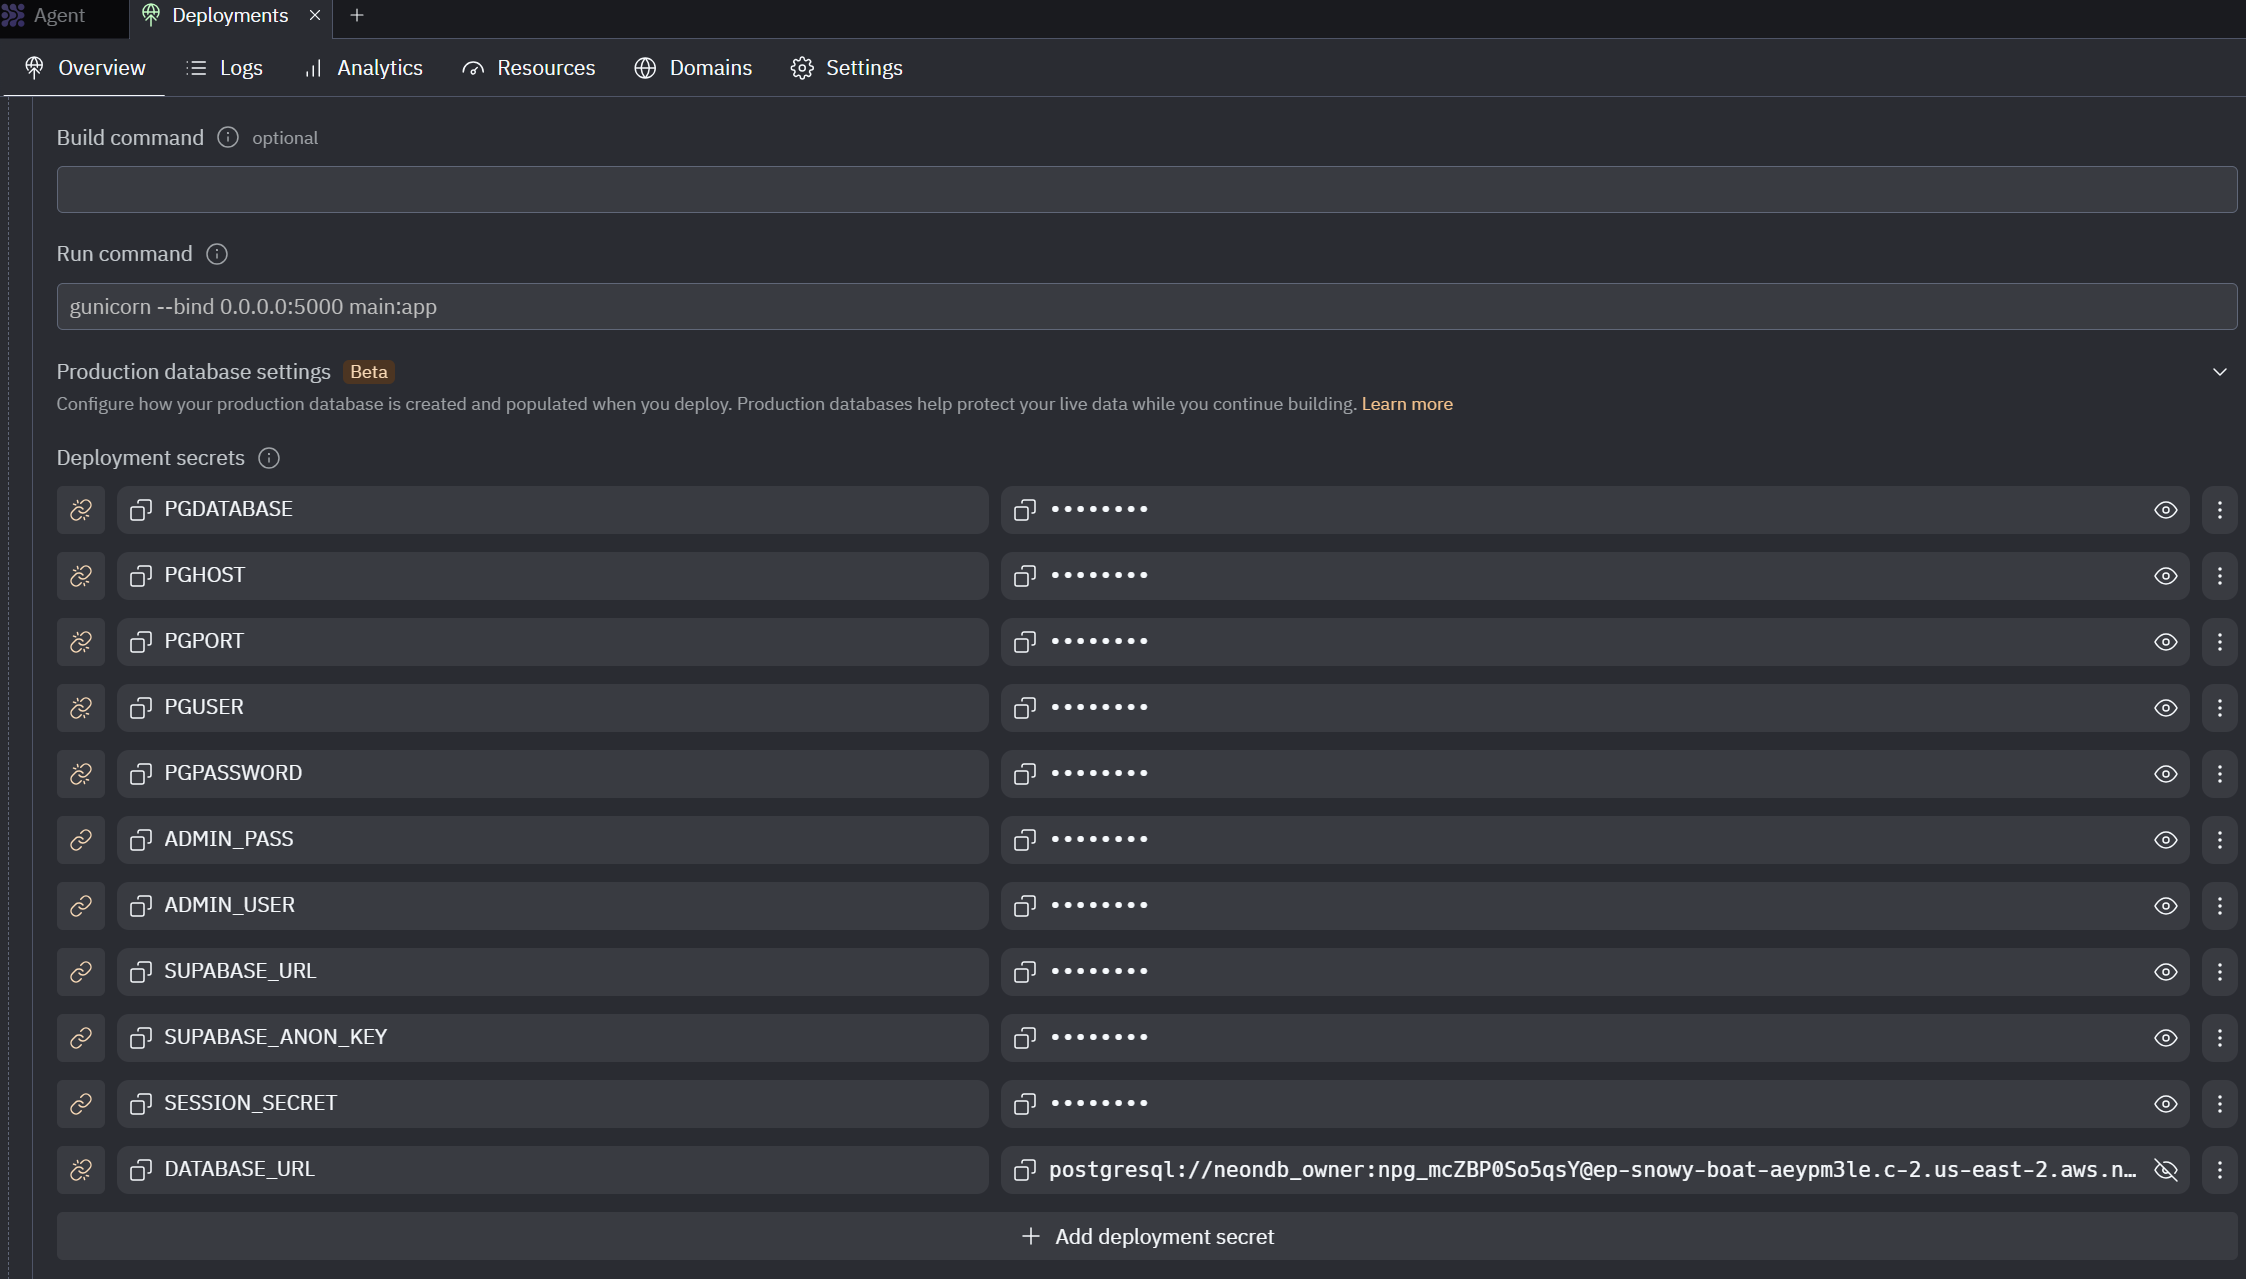 Agent
Deployments
Overview
Logs
Analytics
Resources
Domains
Settings
Build command optional
Run command
gunicorn --bind 0.0.0.0:5000 main:app
Production database settings Beta
Configure how your production database is created and populated when you deploy. Production databases help protect your live data while you continue building. Learn more
Deployment secrets
PGDATABASE ••••••••
PGHOST ••••••••
PGPORT ••••••••
PGUSER ••••••••
PGPASSWORD ••••••••
ADMIN_PASS ••••••••
ADMIN_USER ••••••••
SUPABASE_URL ••••••••
SUPABASE_ANON_KEY ••••••••
SESSION_SECRET ••••••••
DATABASE_URL postgresql://neondb_owner:npg_mcZBP0So5qsY@ep-snowy-boat-aeypm3le.c-2.us-east-2.aws.n…
Add deployment secret